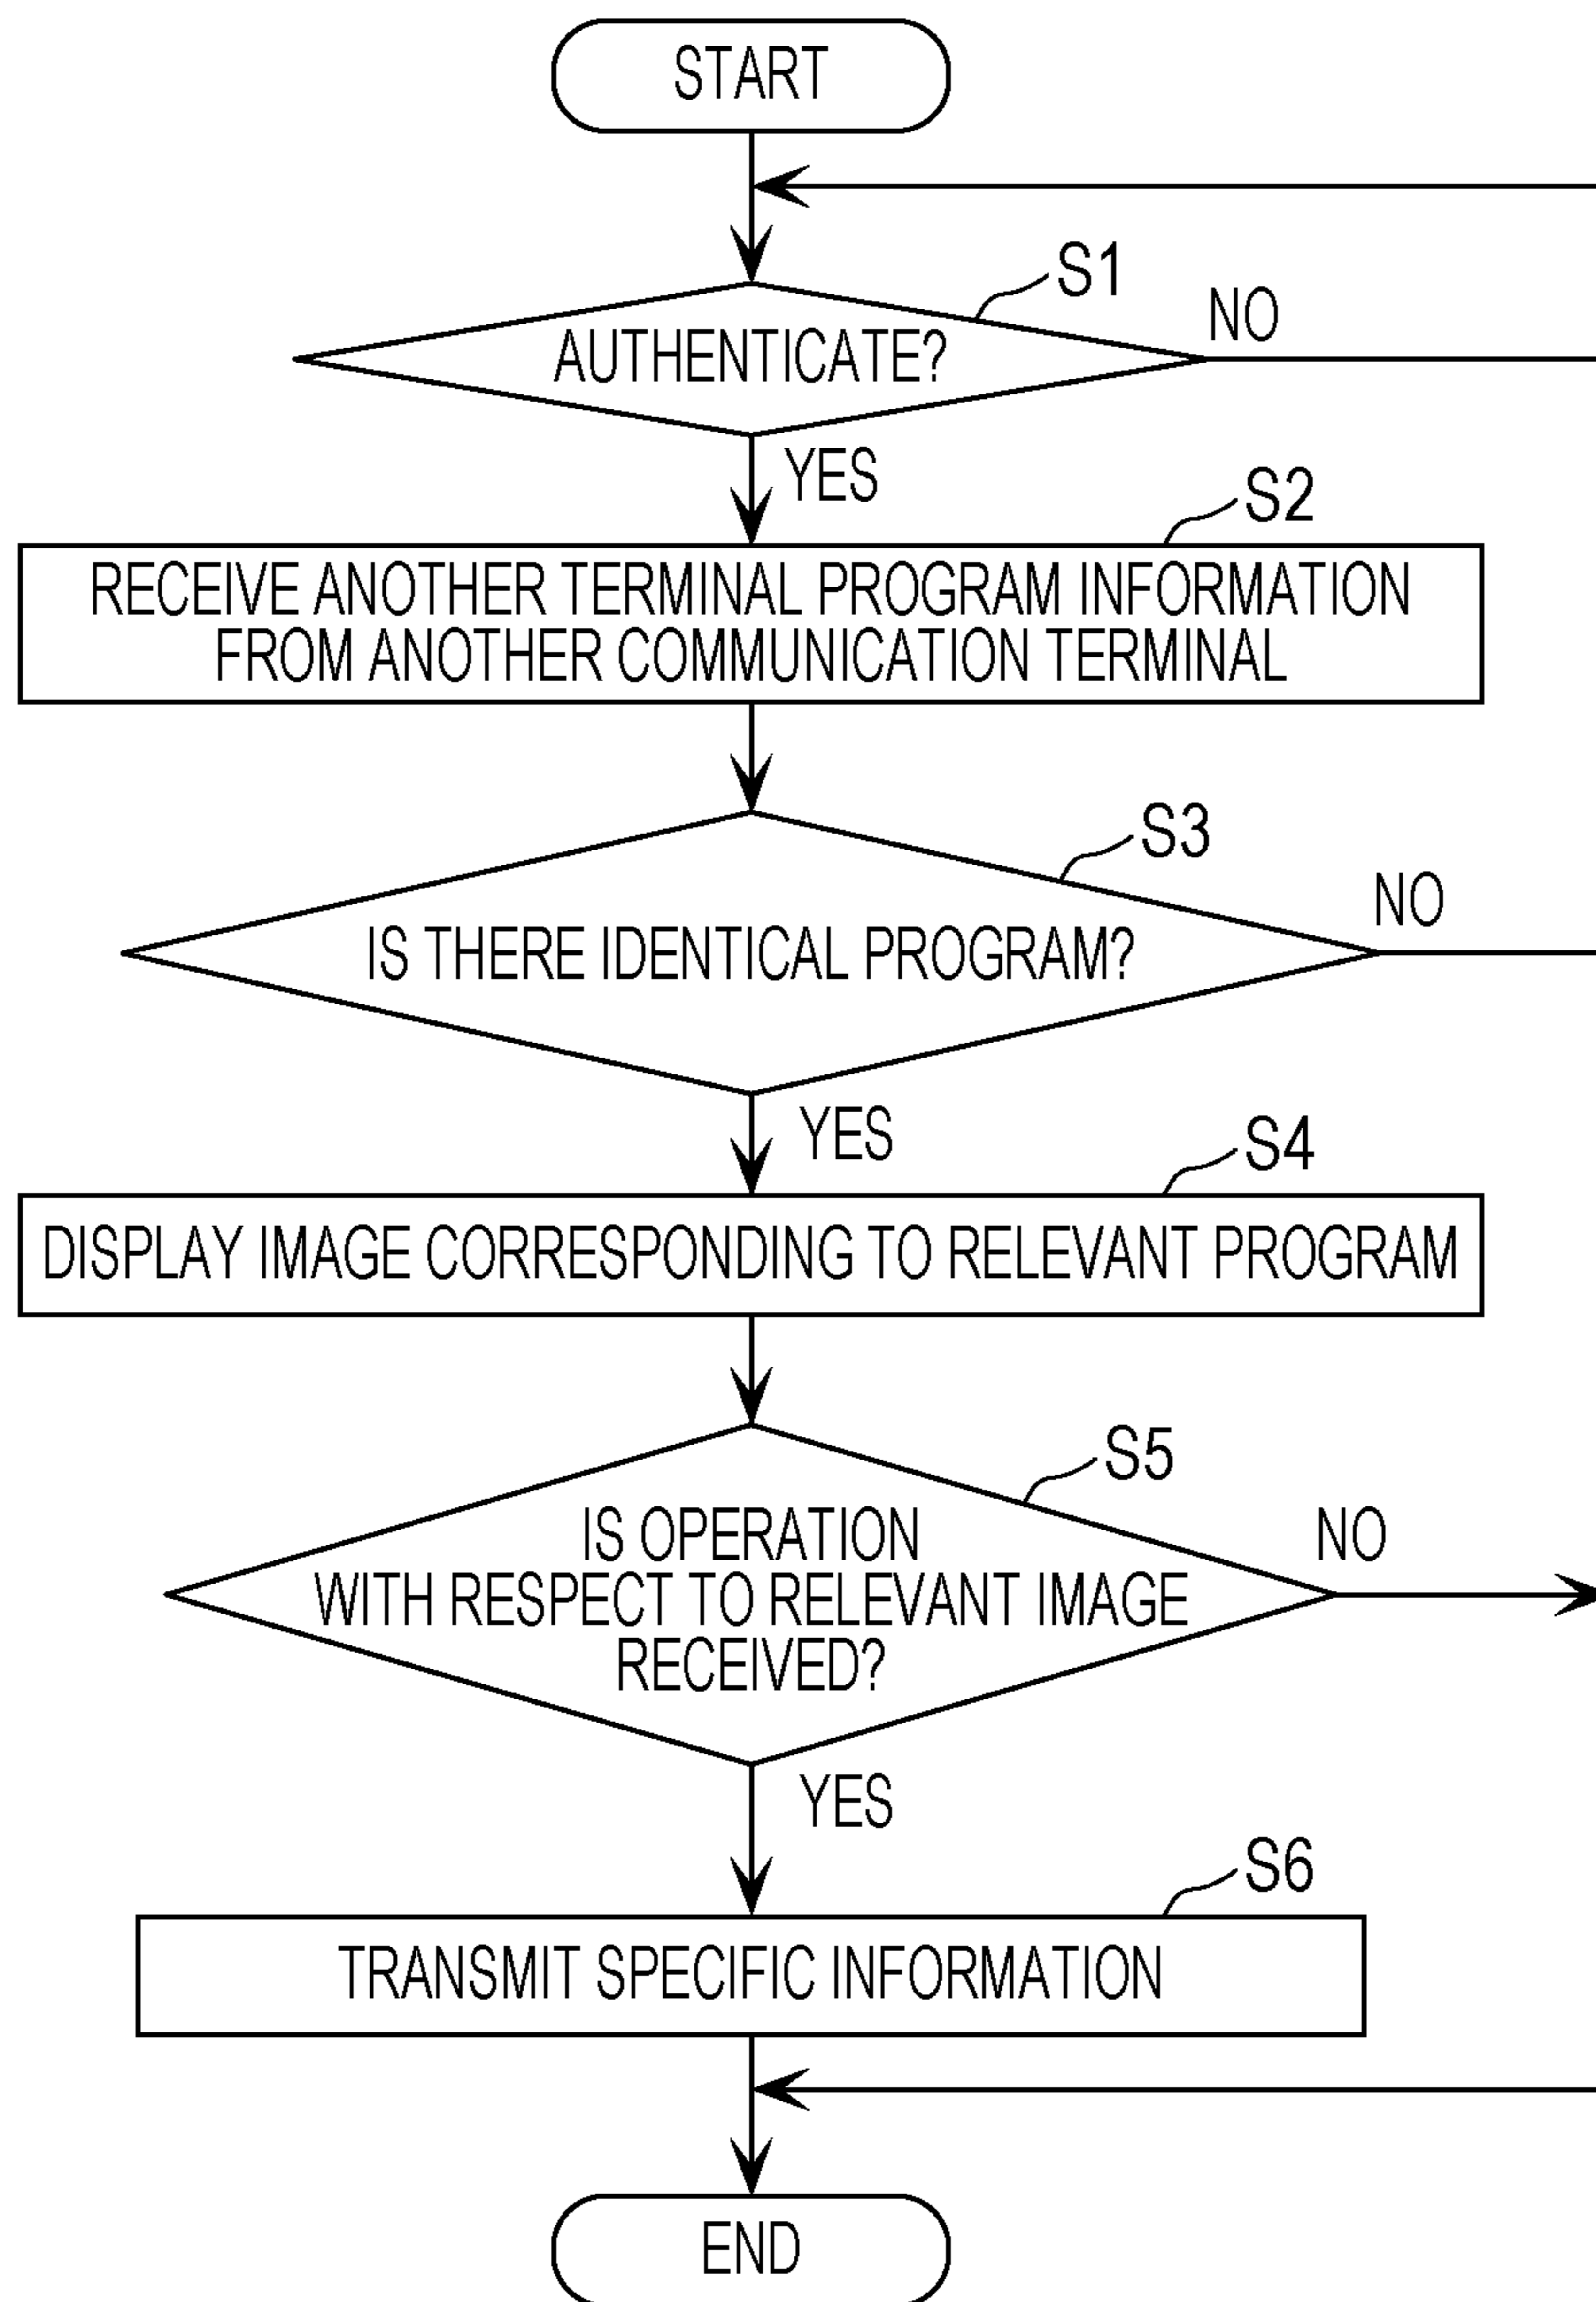 START
S1
NO
AUTHENTICATE?
YES
S2
RECEIVE ANOTHER TERMINAL PROGRAM INFORMATION
FROM ANOTHER COMMUNICATION TERMINAL
S3
NO
IS THERE IDENTICAL PROGRAM?
YES
S4
DISPLAY IMAGE CORRESPONDING TO RELEVANT PROGRAM
S5
NO
IS OPERATION
WITH RESPECT TO RELEVANT IMAGE
RECEIVED?
YES
S6
TRANSMIT SPECIFIC INFORMATION
END